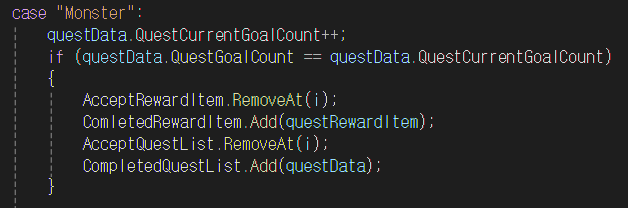 case "Monster":
questData.QuestCurrentGoalCount++;
if (questData.QuestGoalCount == questData.QuestCurrentGoalCount)
{
AcceptRewardItem.RemoveAt(i);
ComletedRewardItem.Add(questRewardItem);
AcceptQuestList.RemoveAt(i);
CompletedQuestList.Add(questData);
}